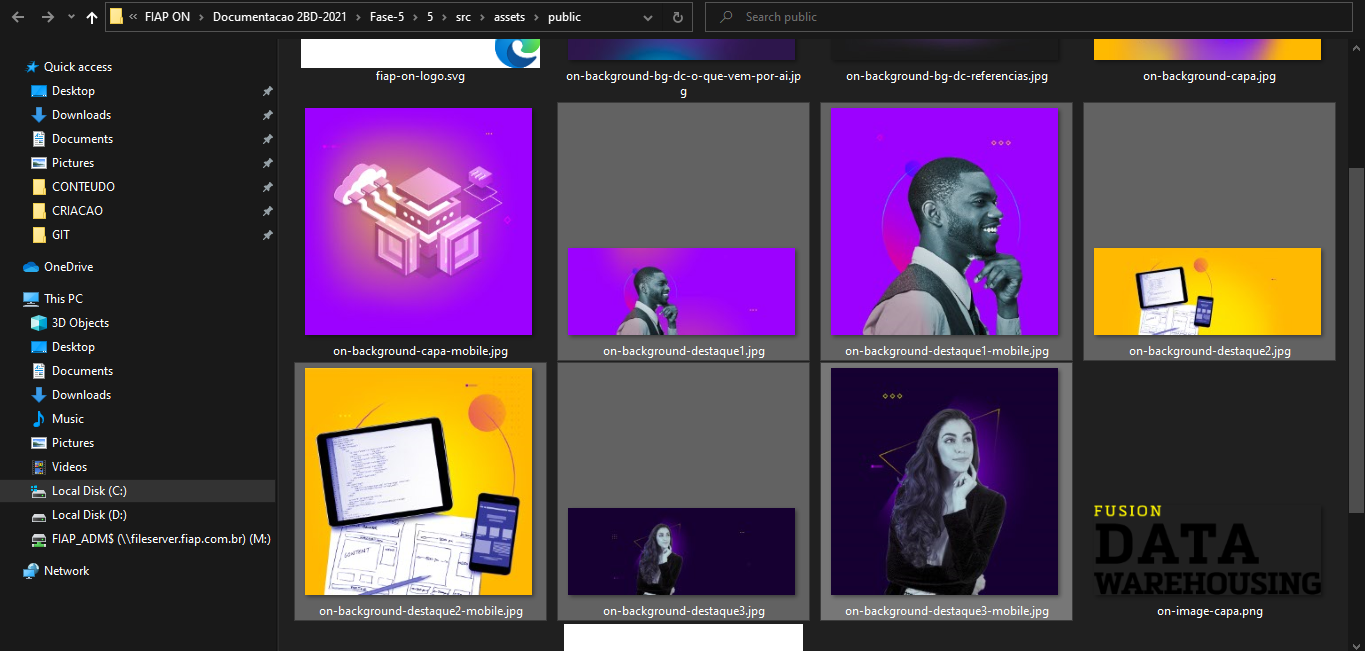 « FIAP ON > Documentacao 2BD-2021 > Fase-5 > 5 > src > assets > public
Search public
Quick access
Desktop
Downloads
Documents
Pictures
CONTEUDO
CRIACAO
GIT
OneDrive
This PC
3D Objects
Desktop
Documents
Downloads
Music
Pictures
Videos
Local Disk (C:)
Local Disk (D:)
FIAP_ADM$ (\\fileserver.fiap.com.br) (M:)
Network
fiap-on-logo.svg
on-background-bg-dc-o-que-vem-por-ai.jp
g
on-background-bg-dc-referencias.jpg
on-background-capa.jpg
on-background-capa-mobile.jpg
on-background-destaque1.jpg
on-background-destaque1-mobile.jpg
on-background-destaque2.jpg
CONTENT
on-background-destaque2-mobile.jpg
on-background-destaque3.jpg
on-background-destaque3-mobile.jpg
FUSION
DATA
WAREHOUSING
on-image-capa.png